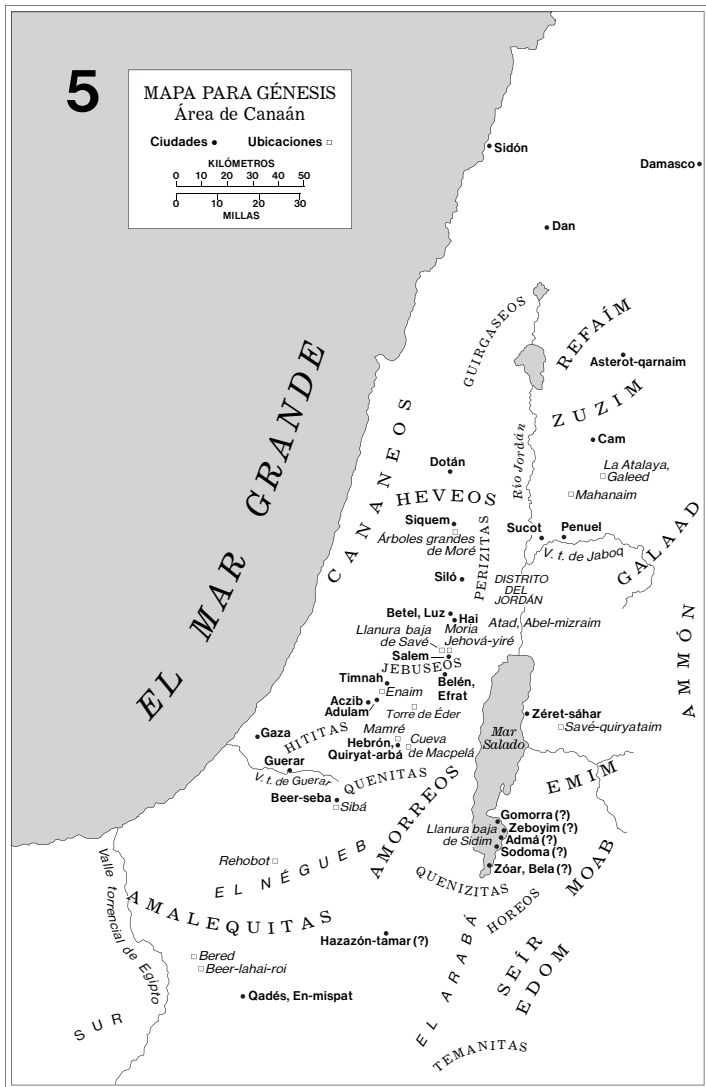 5
MAPA PARA GÉNESIS
Área de Canaán
Ciudades
Ubicaciones
KILÓMETROS
0 10 20 30 40 50
0 10 20 30
MILLAS
Sidón
Damasco
Dan
GUIRGASEOS
REFAÍM
Asterot-qarnaim
ZUZIM
EL MAR GRANDE
CANANEOS
Río Jordán
Cam
Dotán
La Atalaya,
Galeed
Mahanaim
HEVEOS
Siquem
Árboles grandes
de Moré
PERIZITAS
Sucot
Penuel
V. t. de Jaboq
GALAAD
Siló
DISTRITO
DEL
JORDÁN
Betel, Luz
Hai
Moria
Jehová-yiré
Atad, Abel-mizraim
Llanura baja
de Savé
Salem
JEBUSEOS
AMMÓN
Timnah
Belén,
Efrat
Enaim
Aczib
Adulam
Torre de Éder
Zéret-sáhar
Savé-quiryataim
Mar
Salado
Gaza
HITITAS
Mamré
Hebrón,
Quiryat-arbá
Cueva
de Macpelá
Guerar
V. t. de Guerar
QUENITAS
EMIM
Beer-seba
Sibá
AMORREOS
Gomorra (?)
Llanura baja
de Sidim
Zeboyim (?)
Admá (?)
Sodoma (?)
Zóar, Bela (?)
MOAB
Rehobot
EL NÉGUEB
QUENIZITAS
Valle torrencial de Egipto
AMALEQUITAS
HOREOS
Hazazón-tamar (?)
EL ARABÁ
SEÍR
EDOM
Bered
Beer-lahai-roi
Qadés, En-mispat
SUR
TEMANITAS